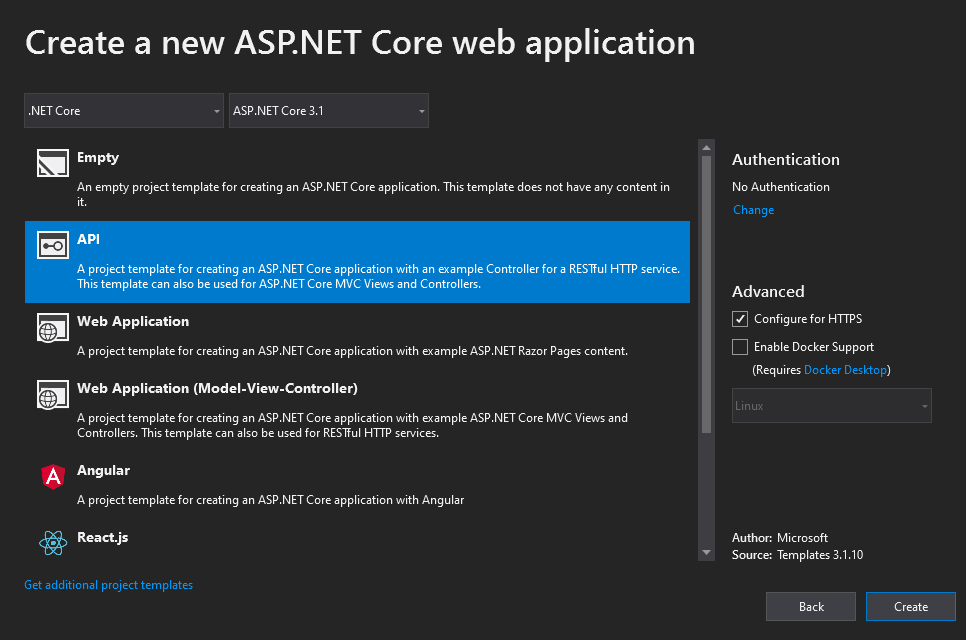 Create a new ASP.NET Core web application
.NET Core
ASP.NET Core 3.1
Empty
An empty project template for creating an ASP.NET Core application. This template does not have any content in
it.
API
A project template for creating an ASP.NET Core application with an example Controller for a RESTful HTTP service.
This template can also be used for ASP.NET Core MVC Views and Controllers.
Web Application
A project template for creating an ASP.NET Core application with example ASP.NET Razor Pages content.
Web Application (Model-View-Controller)
A project template for creating an ASP.NET Core application with example ASP.NET Core MVC Views and
Controllers. This template can also be used for RESTful HTTP services.
Angular
A project template for creating an ASP.NET Core application with Angular
React.js
Get additional project templates
Authentication
No Authentication
Change
Advanced
Configure for HTTPS
Enable Docker Support
(Requires Docker Desktop)
Linux
Author: Microsoft
Source: Templates 3.1.10
Back
Create